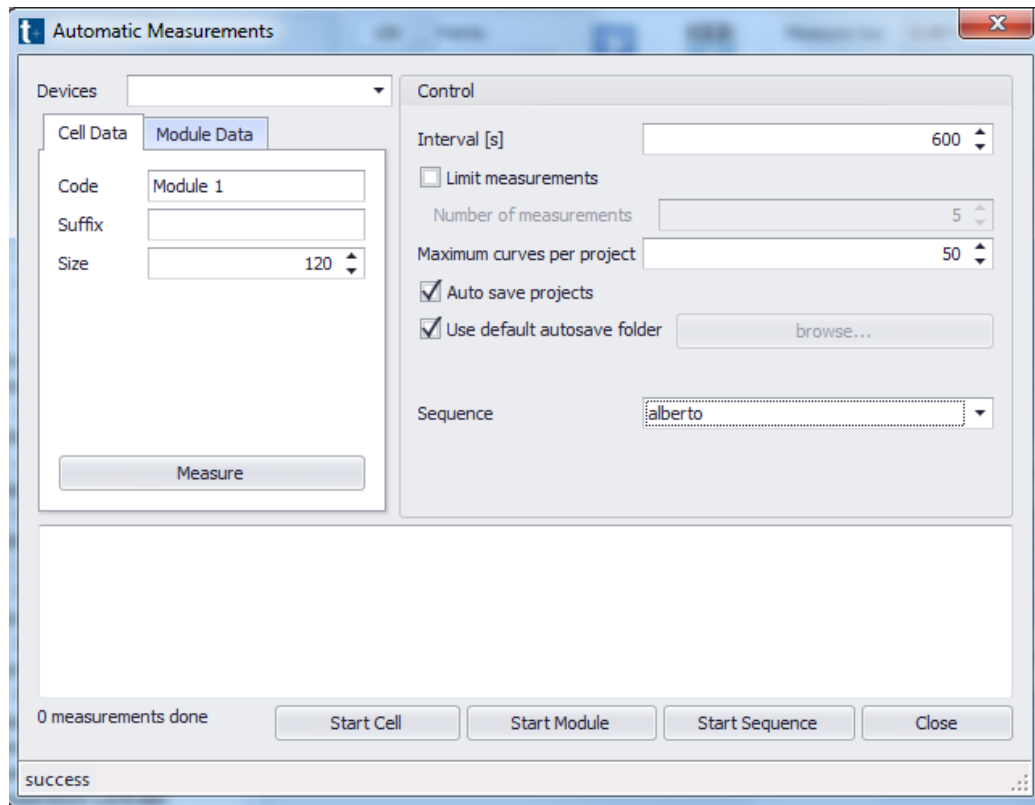 t+ Automatic Measurements
Devices
Cell Data
Module Data
Code Module 1
Suffix
Size 120
Measure
Control
Interval [s] 600
Limit measurements
Number of measurements 5
Maximum curves per project 50
Auto save projects
Use default autosave folder browse...
Sequence alberto
0 measurements done
Start Cell
Start Module
Start Sequence
Close
success